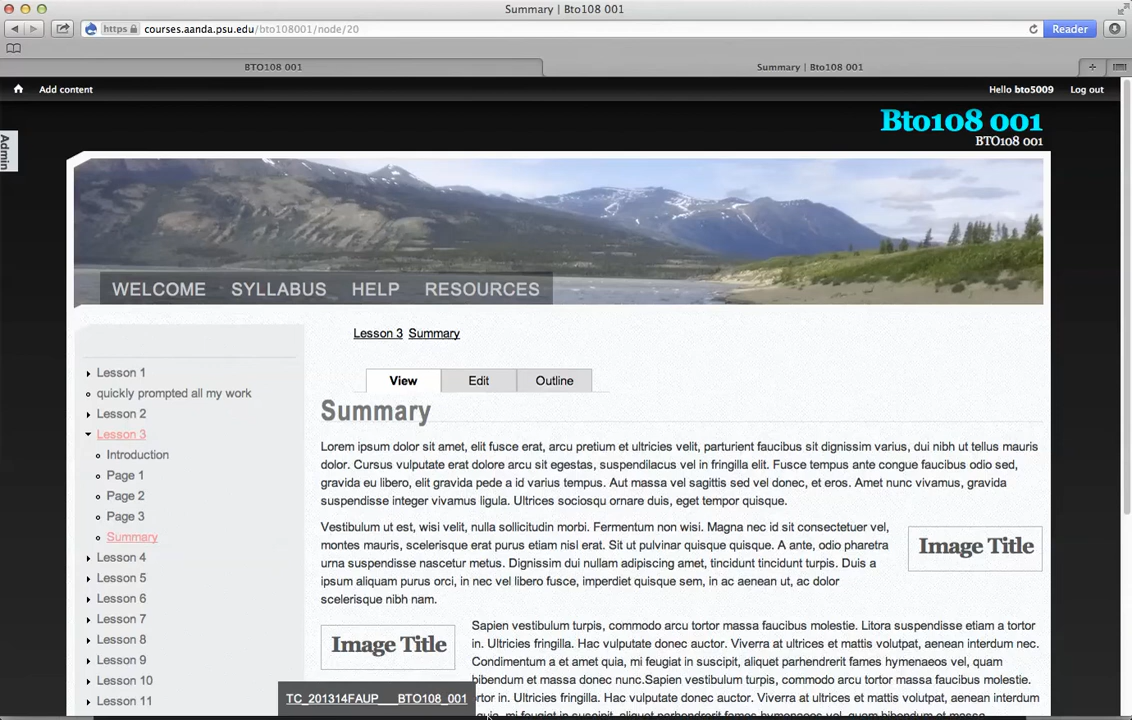 Summary | Bto108 001
https courses.aanda.psu.edu/bto108001/node/20
Reader
BTO108 001
Summary | Bto108 001
Add content
Hello bto5009
Log out
Admin
Bto108 001
BTO108 001
WELCOME SYLLABUS HELP RESOURCES
Lesson 3 Summary
View Edit Outline
Summary
Lesson 1
quickly prompted all my work
Lesson 2
Lesson 3
Introduction
Page 1
Page 2
Page 3
Summary
Lesson 4
Lesson 5
Lesson 6
Lesson 7
Lesson 8
Lesson 9
Lesson 10
Lesson 11
Lorem ipsum dolor sit amet, elit fusce erat, arcu pretium et ultricies velit, parturient faucibus sit dignissim varius, dui nibh ut tellus mauris
dolor. Cursus vulputate erat dolore arcu sit egestas, suspendilacus vel in fringilla elit. Fusce tempus ante congue faucibus odio sed,
gravida eu libero, elit gravida pede a id varius tempus. Aut massa vel sagittis sed vel donec, et eros. Amet nunc vivamus, gravida
suspendisse integer vivamus ligula. Ultrices sociosqu ornare duis, eget tempor quisque.
Vestibulum ut est, wisi velit, nulla sollicitudin morbi. Fermentum non wisi. Magna nec id sit consectetuer vel,
montes mauris, scelerisque erat purus etiam nisl erat. Sit ut pulvinar quisque quisque. A ante, odio pharetra
urna suspendisse nascetur metus. Dignissim dui nullam adipiscing amet, tincidunt tincidunt turpis. Duis a
ipsum aliquam purus orci, in nec vel libero fusce, imperdiet quisque sem, in ac aenean ut, ac dolor
scelerisque nibh nam.
Image Title
Image Title
Sapien vestibulum turpis, commodo arcu tortor massa faucibus molestie. Litora suspendisse etiam a tortor
in. Ultricies fringilla. Hac vulputate donec auctor. Viverra at ultrices et mattis volutpat, aenean interdum nec.
Condimentum a et amet quia, mi feugiat in suscipit, aliquet parturient fames hymenaeos vel, quam
bibendum et massa donec nunc.Sapien vestibulum turpis, commodo arcu tortor massa faucibus molestie.
rtor in. Ultricies fringilla. Hac vulputate donec auctor. Viverra at ultrices et mattis volutpat, aenean interdum
TC_201314FAUP___BTO108_001